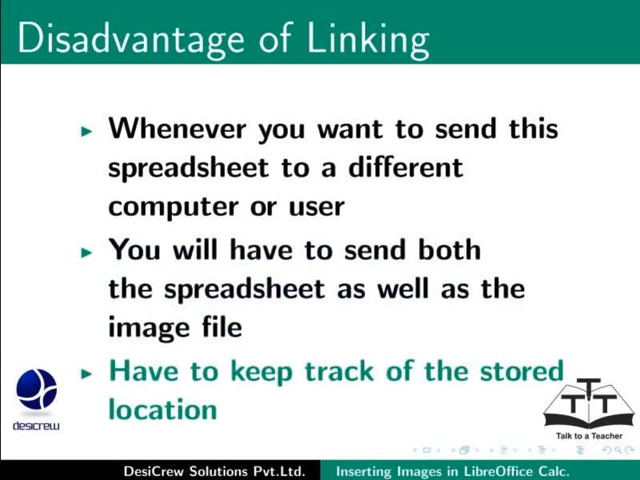 Disadvantage of Linking
Whenever you want to send this
spreadsheet to a different
computer or user
You will have to send both
the spreadsheet as well as the
image file
Have to keep track of the stored
location
desicrew
TTT
Talk to a Teacher
DesiCrew Solutions Pvt.Ltd.
Inserting Images in LibreOffice Calc.